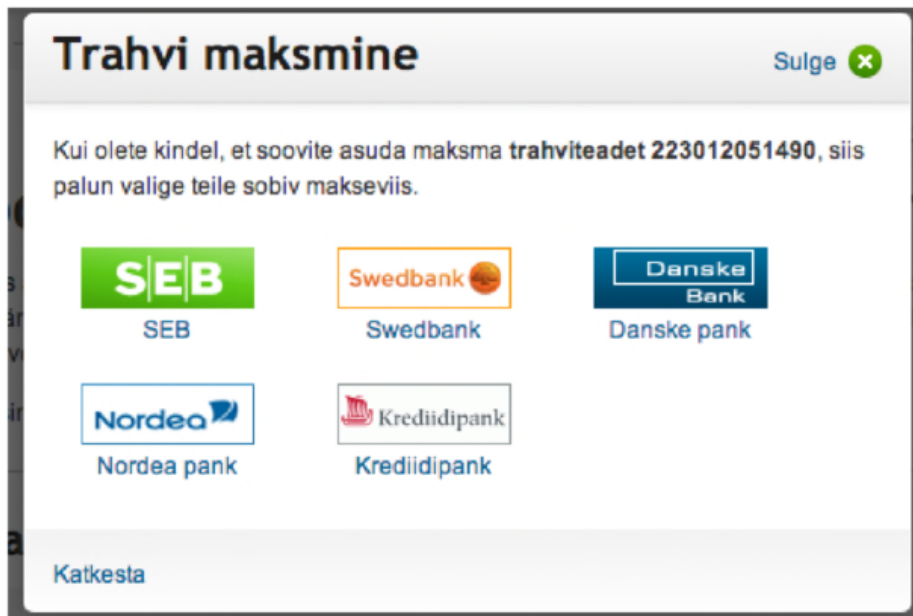 Trahvi maksmine
Sulge
Kui olete kindel, et soovite asuda maksma trahviteadet 223012051490, siis
palun valige teile sobiv makseviis.
S|E|B
Swedbank
Danske
Bank
SEB
Swedbank
Danske pank
Nordea
Krediidipank
Nordea pank
Krediidipank
Katkesta